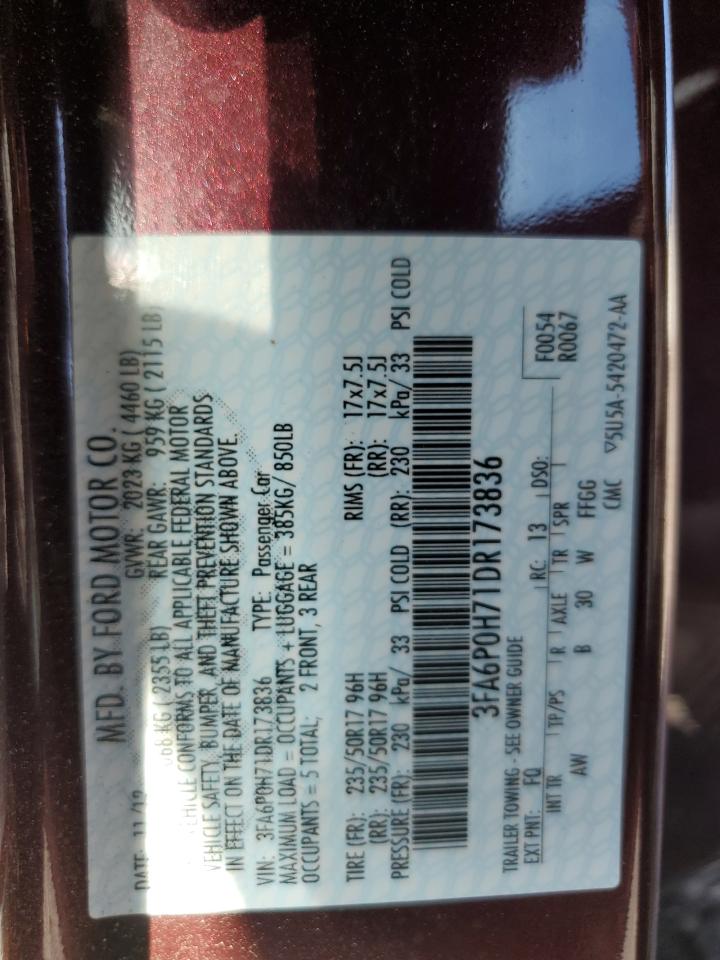 MFD. BY FORD MOTOR CO.
DATE 11/12 GVWR: 2023 KG ( 4460 LB)
(2355 LB) REAR GAWR: 959 KG ( 2115 LB)
VEHICLE CONFORMS TO ALL APPLICABLE FEDERAL MOTOR
VEHICLE SAFETY, BUMPER, AND THEFT PREVENTION STANDARDS
IN EFFECT ON THE DATE OF MANUFACTURE SHOWN ABOVE.
VIN: 3FA6P0H71DR173836 TYPE: Passenger Car
MAXIMUM LOAD = OCCUPANTS + LUGGAGE = 385KG/ 850LB
OCCUPANTS = 5 TOTAL; 2 FRONT, 3 REAR
TIRE (FR): 235/50R17 96H RIMS (FR): 17x7.5J
(RR): 235/50R17 96H (RR): 17x7.5J
PRESSURE (FR): 230 kPa/ 33 PSI COLD (RR): 230 kPa/ 33 PSI COLD
3FA6P0H71DR173836
TRAILER TOWING - SEE OWNER GUIDE
F0054
EXT PNT: FQ RC: 13 DSO: R0067
INT TR TP/PS R AXLE TR SPR
AW B 30 W FFGG
CMC ▽5U5A-5420472-AA